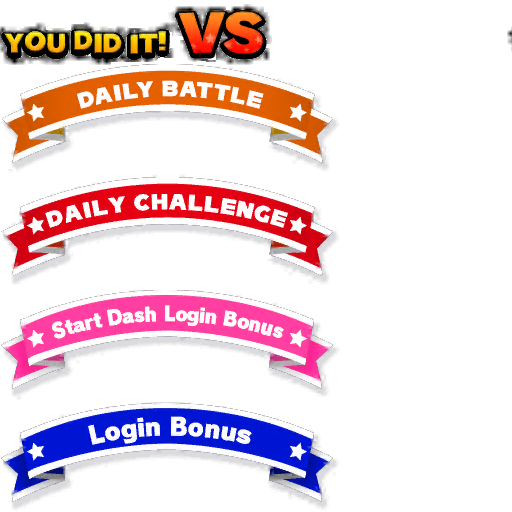 YOU DID IT! VS
DAILY BATTLE
DAILY CHALLENGE
Start Dash Login Bonus
Login Bonus